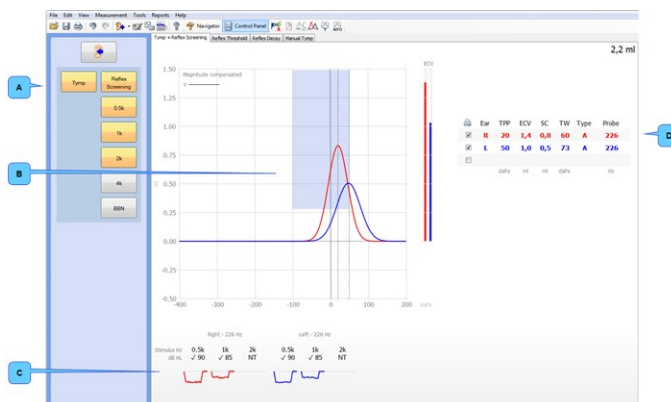 File Edit View Measurement Tools Reports Help
Navigator Control Panel
Tymp + Reflex Screening Reflex Threshold Reflex Decay Manual Tymp
2,2 ml
A
Tymp
Reflex
Screening
0.5k
1k
2k
4k
BBN
B
Magnitude compensated
Y
1.50
1.25
1.00
0.75
0.50
0.25
0.00
-0.25
-0.50
-400 -300 -200 -100 0 100 200 daPa
ECV
D
Ear TPP ECV SC TW Type Probe
R 20 1,4 0,8 60 A 226
L 50 1,0 0,5 73 A 226
daPa ml ml daPa Hz
C
Right - 226 Hz Left - 226 Hz
Stimulus Hz 0.5k 1k 2k 0.5k 1k 2k
dB HL ✓ 90 ✓ 85 NT ✓ 90 ✓ 85 NT